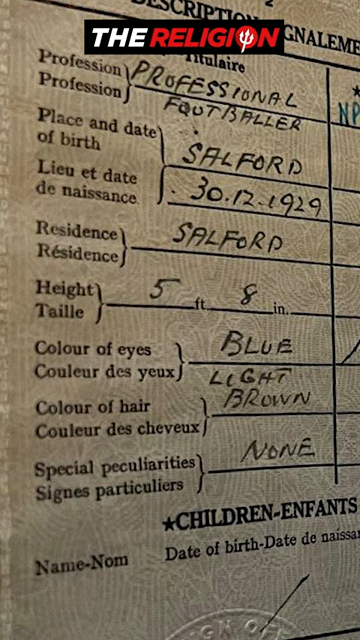 2
THE RELIGION
DESCRIPTION
Titulaire
Profession
Profession
PROFESSIONAL
FOOTBALLER
Place and date
of birth
SALFORD
Lieu et date
de naissance
30.12.1929
Residence
Résidence
SALFORD
Height
Taille
5 ft. 8 in.
Colour of eyes
Couleur des yeux
BLUE
Colour of hair
Couleur des cheveux
LIGHT
BROWN
Special peculiarities
Signes particuliers
NONE
★CHILDREN-ENFANTS
Name-Nom
Date of birth-Date de naissa